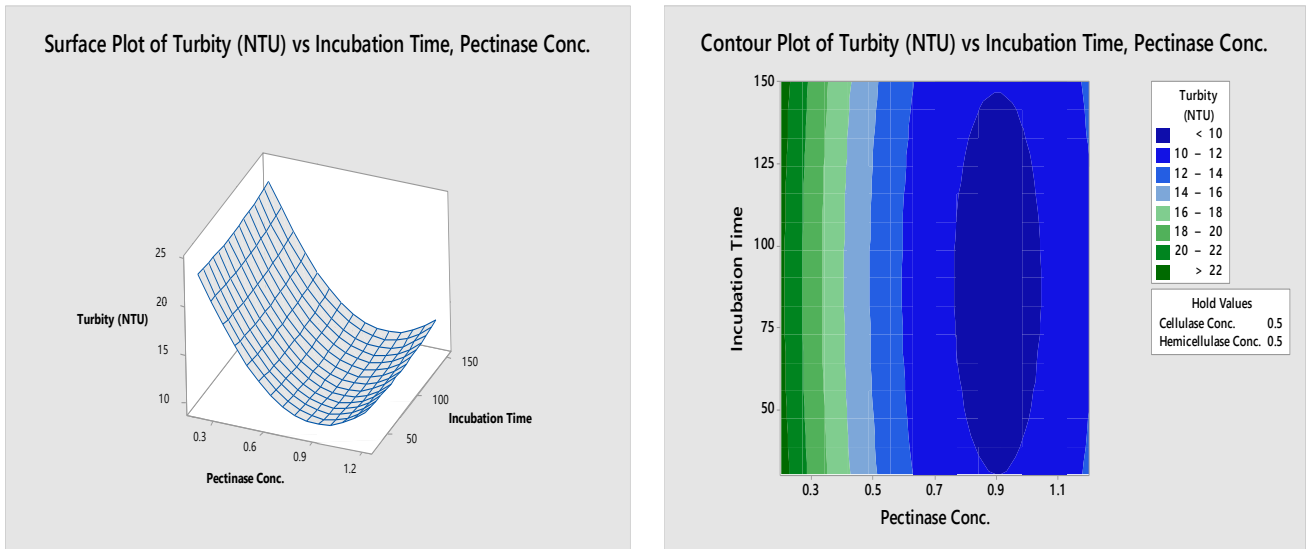 Surface Plot of Turbity (NTU) vs Incubation Time, Pectinase Conc.
25
20
15
10
Turbity (NTU)
0.3
0.6
0.9
1.2
Pectinase Conc.
50
100
150
Incubation Time
Contour Plot of Turbity (NTU) vs Incubation Time, Pectinase Conc.
150
125
100
75
50
Incubation Time
0.3 0.5 0.7 0.9 1.1
Pectinase Conc.
Turbity
(NTU)
< 10
10 – 12
12 – 14
14 – 16
16 – 18
18 – 20
20 – 22
> 22
Hold Values
Cellulase Conc. 0.5
Hemicellulase Conc. 0.5